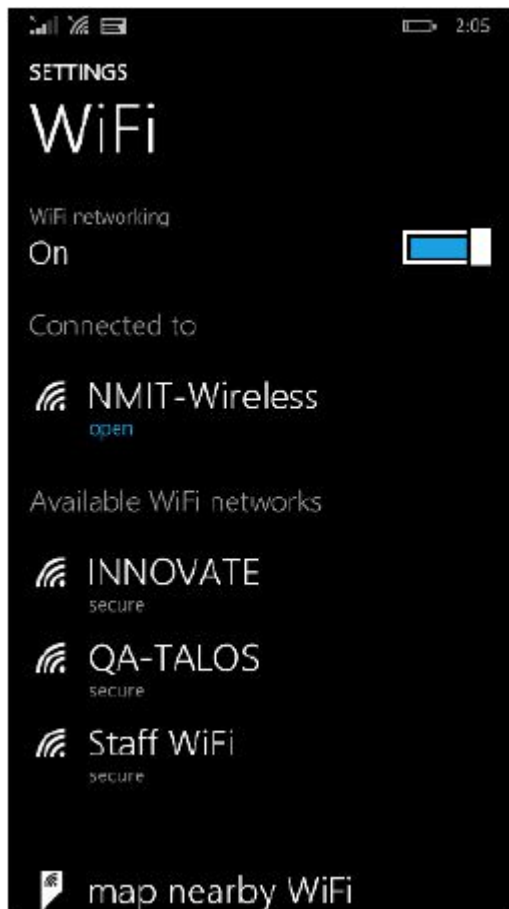 2:05
SETTINGS
WiFi
WiFi networking
On
Connected to
NMIT-Wireless
open
Available WiFi networks
INNOVATE
secure
QA-TALOS
secure
Staff WiFi
secure
map nearby WiFi